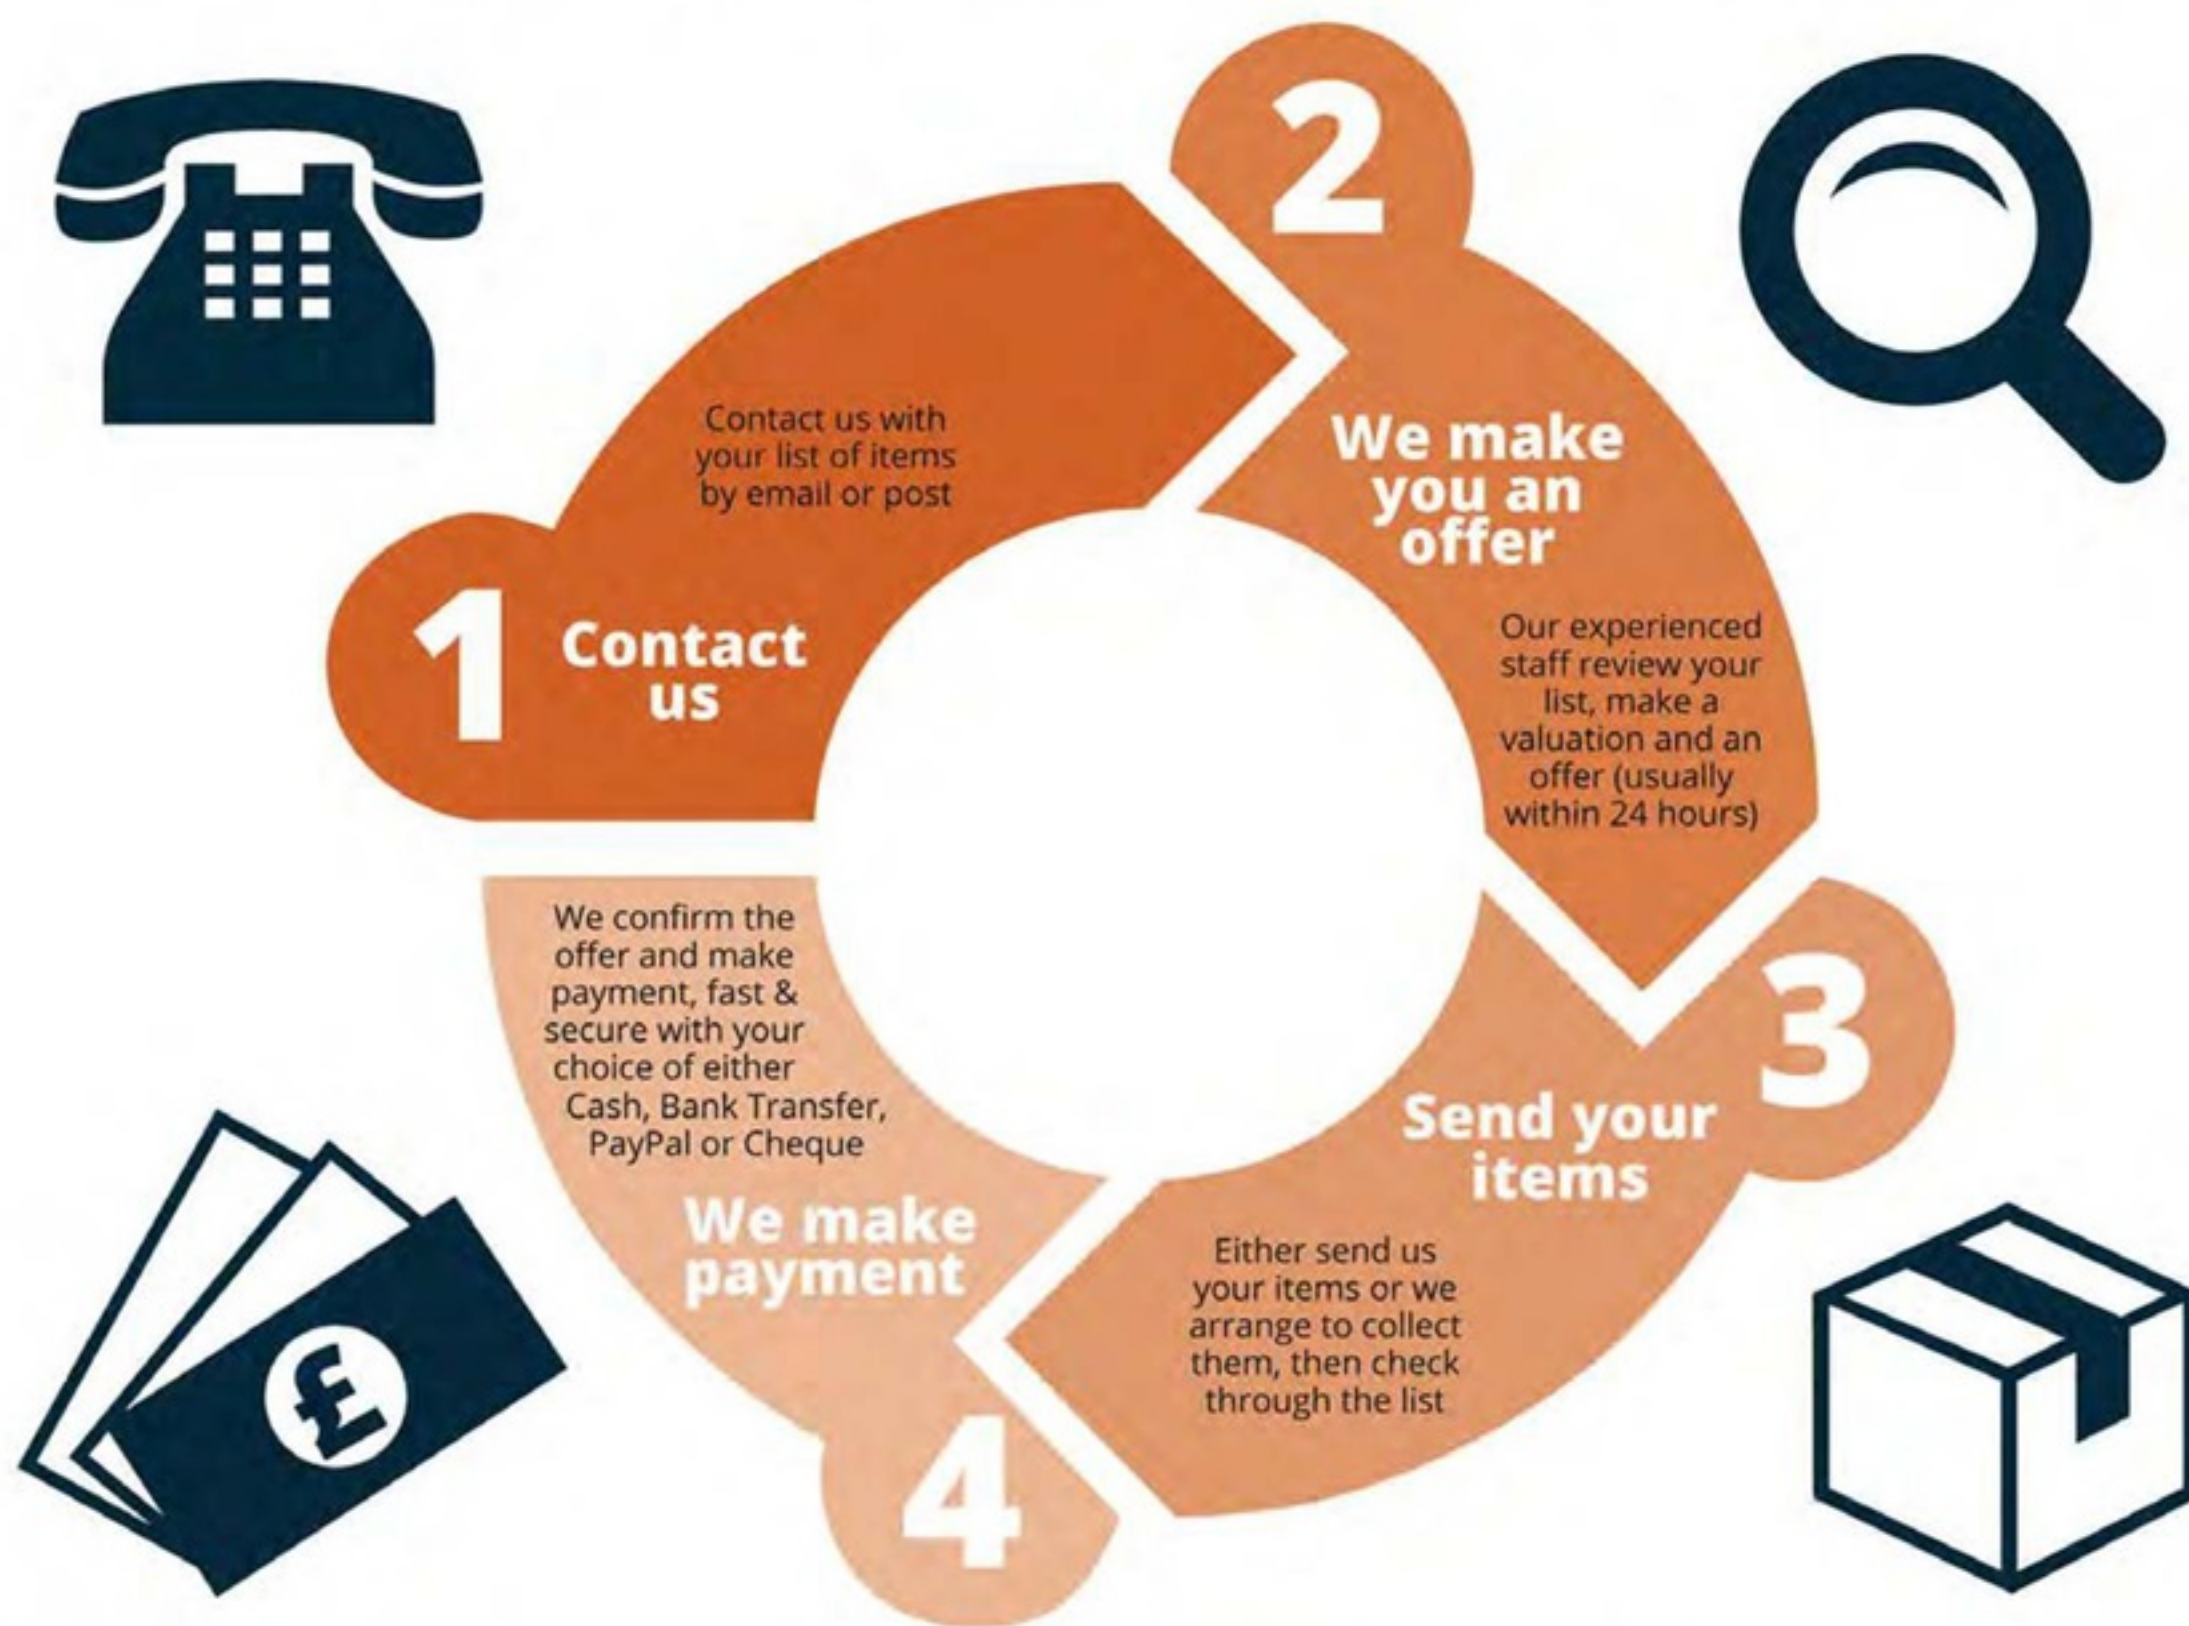 1
Contact
us
Contact us with
your list of items
by email or post
2
We make
you an
offer
Our experienced
staff review your
list, make a
valuation and an
offer (usually
within 24 hours)
3
Send your
items
Either send us
your items or we
arrange to collect
them, then check
through the list
4
We make
payment
We confirm the
offer and make
payment, fast &
secure with your
choice of either
Cash, Bank Transfer,
PayPal or Cheque
£